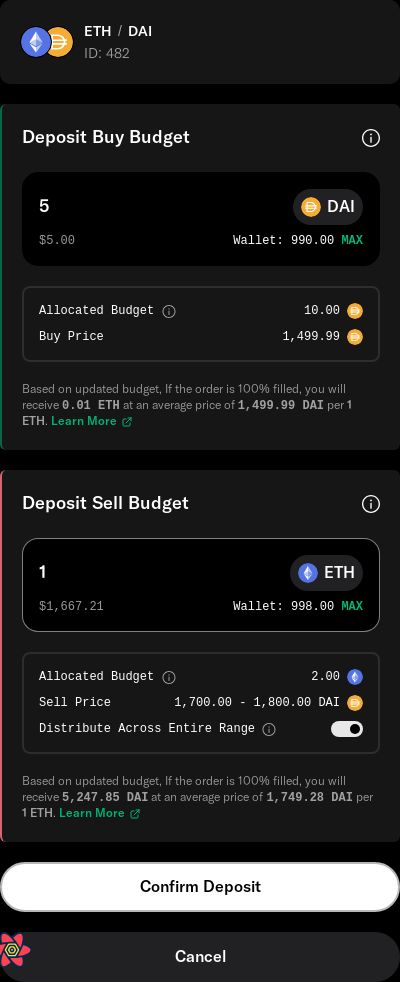 ETH / DAI
ID: 482
Deposit Buy Budget
5
DAI
$5.00
Wallet: 990.00 MAX
Allocated Budget
10.00
Buy Price
1,499.99
Based on updated budget, If the order is 100% filled, you will
receive 0.01 ETH at an average price of 1,499.99 DAI per 1
ETH. Learn More
Deposit Sell Budget
1
ETH
$1,667.21
Wallet: 998.00 MAX
Allocated Budget
2.00
Sell Price
1,700.00 - 1,800.00 DAI
Distribute Across Entire Range
Based on updated budget, If the order is 100% filled, you will
receive 5,247.85 DAI at an average price of 1,749.28 DAI per
1 ETH. Learn More
Confirm Deposit
Cancel